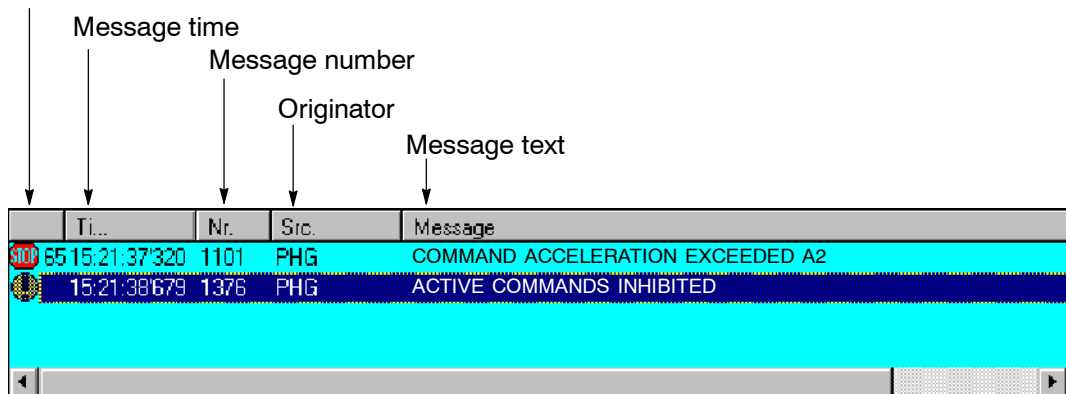 Message time
Message number
Originator
Message text
Ti... Nr. Src. Message
STOP 65 15:21:37'320 1101 PHG COMMAND ACCELERATION EXCEEDED A2
! 15:21:38'679 1376 PHG ACTIVE COMMANDS INHIBITED